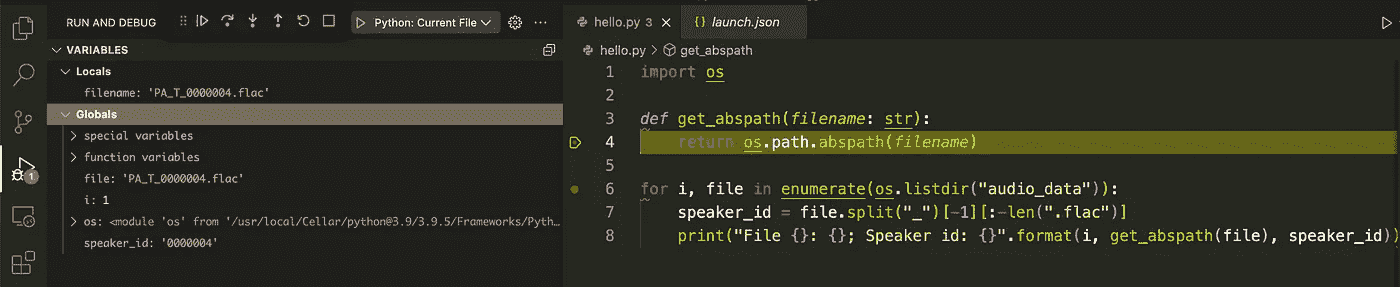 RUN AND DEBUG
Python: Current File
VARIABLES
Locals
filename: 'PA_T_0000004.flac'
Globals
special variables
function variables
file: 'PA_T_0000004.flac'
i: 1
os: <module 'os' from '/usr/local/Cellar/python@3.9/3.9.5/Frameworks/Pyth…
speaker_id: '0000004'
1
hello.py 3
launch.json
hello.py > get_abspath
1 import os
2
3 def get_abspath(filename: str):
4 return os.path.abspath(filename)
5
6 for i, file in enumerate(os.listdir("audio_data")):
7 speaker_id = file.split("_")[-1][:-len(".flac")]
8 print("File {}: {}; Speaker id: {}".format(i, get_abspath(file), speaker_id))